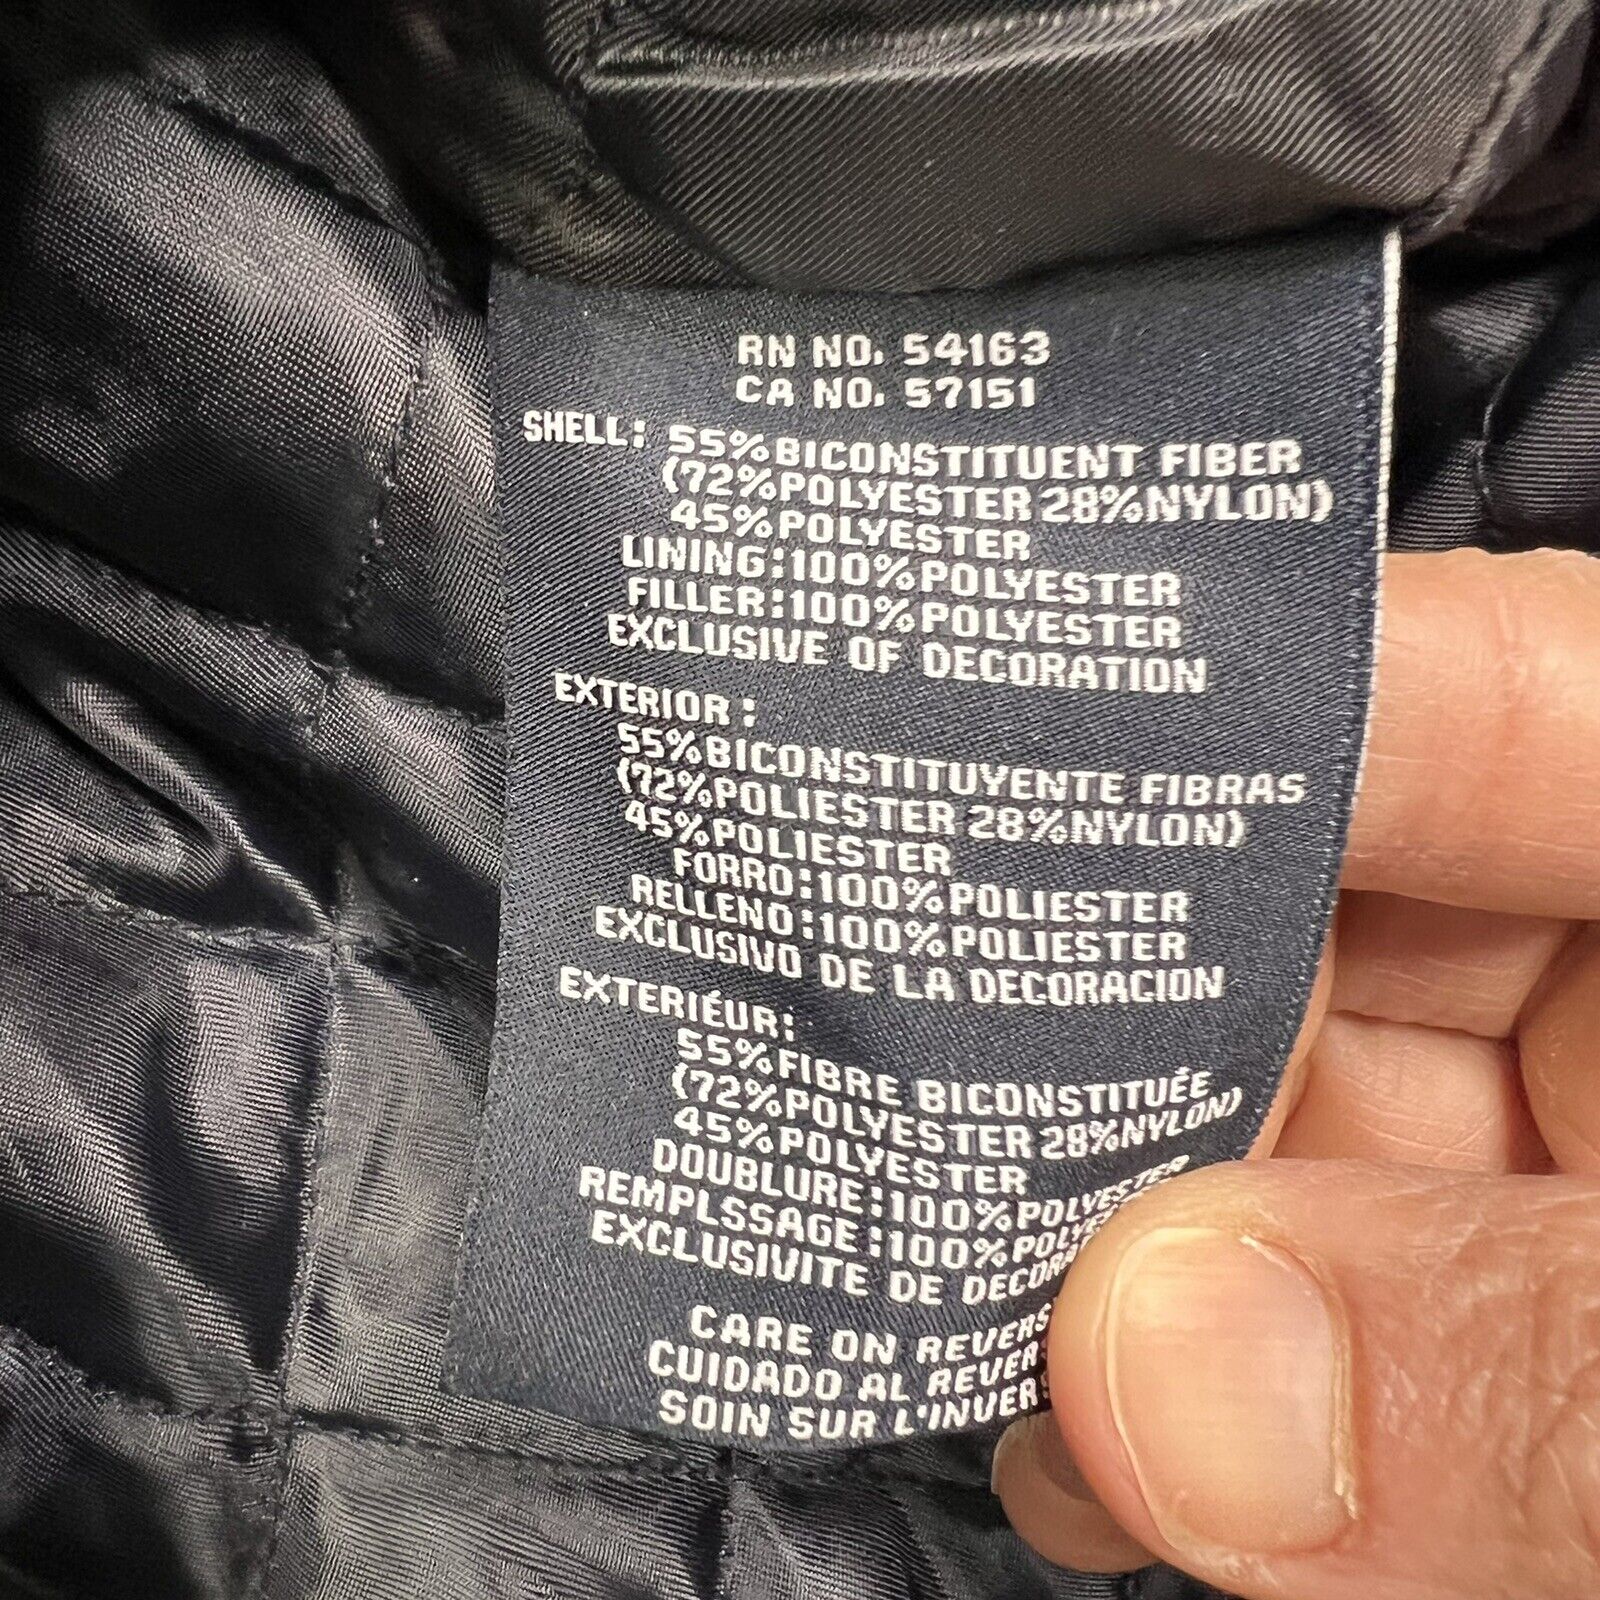 RN NO. 54163
CA NO. 57151
SHELL: 55%BICONSTITUENT FIBER
(72%POLYESTER 28%NYLON)
45%POLYESTER
LINING:100%POLYESTER
FILLER:100%POLYESTER
EXCLUSIVE OF DECORATION
EXTERIOR:
55%BICONSTITUYENTE FIBRAS
(72%POLIESTER 28%NYLON)
45%POLIESTER
FORRO:100%POLIESTER
RELLENO:100%POLIESTER
EXCLUSIVO DE LA DECORACION
EXTERIÉUR:
55%FIBRE BICONSTITUÉE
(72%POLYESTER 28%NYLON)
45%POLYESTER
DOUBLURE:100%POLYESTER
REMPLSSAGE:100%
EXCLUSIVITE DE
CARE ON
CUIDADO AL
SOIN SUR